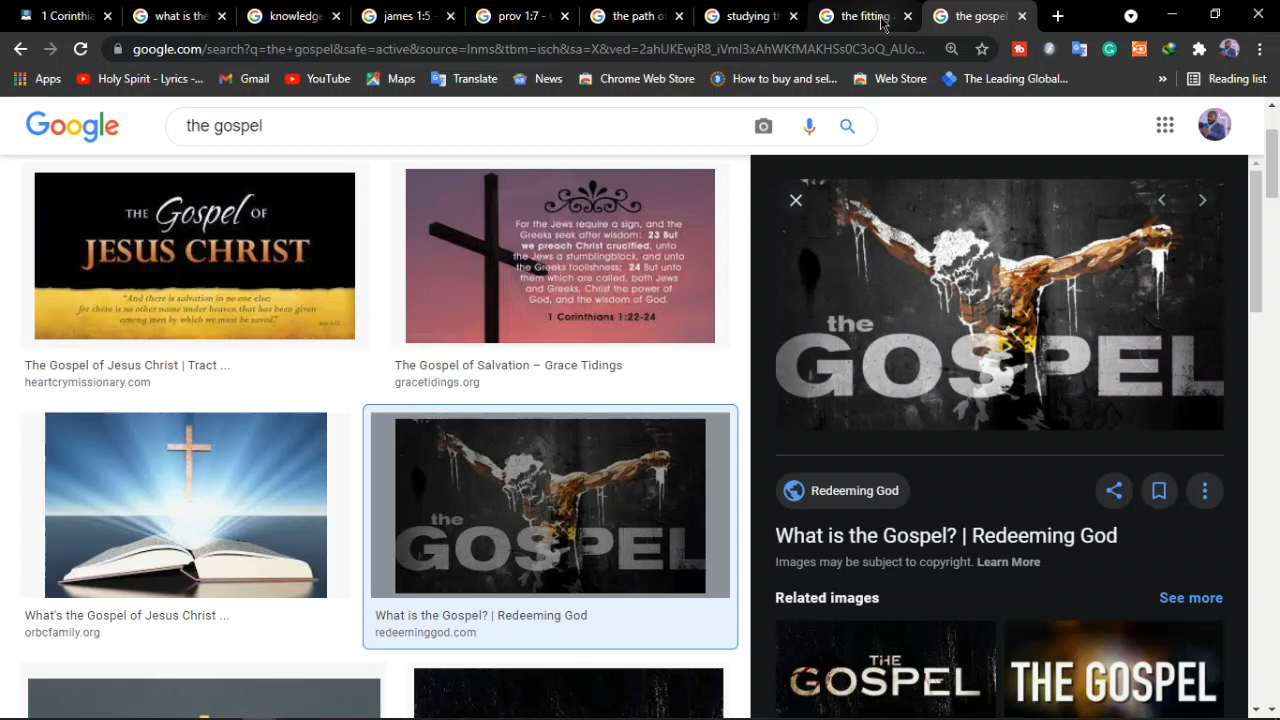 1 Corinthia
what is the
knowledge
james 1:5 -
prov 1:7 -
the path of
studying th
the fitting
the gospel
google.com/search?q=the+gospel&safe=active&source=lnms&tbm=isch&sa=X&ved=2ahUKEwjR8_iVmI3xAhWKfMAKHSs0C3oQ_AUo...
Apps
Holy Spirit - Lyrics -...
Gmail
YouTube
Maps
Translate
News
Chrome Web Store
How to buy and sel...
Web Store
The Leading Global...
»
Reading list
Google
the gospel
THE Gospel OF
JESUS CHRIST
"And there is salvation in no one else;
for there is no other name under heaven that has been given
among men by which we must be saved."
For the Jews require a sign, and the
Greeks seek after wisdom: 23 But
we preach Christ crucified, unto
the Jews a stumblingblock, and unto
the Greeks foolishness; 24 But unto
them which are called, both Jews
and Greeks, Christ the power of
God, and the wisdom of God.
1 Corinthians 1:22-24
The Gospel of Jesus Christ | Tract ...
heartcrymissionary.com
The Gospel of Salvation – Grace Tidings
gracetidings.org
the
GOSPEL
What's the Gospel of Jesus Christ ...
orbcfamily.org
What is the Gospel? | Redeeming God
redeeminggod.com
the
GOSPEL
Redeeming God
What is the Gospel? | Redeeming God
Images may be subject to copyright. Learn More
Related images
See more
THE
GOSPEL
THE GOSPEL